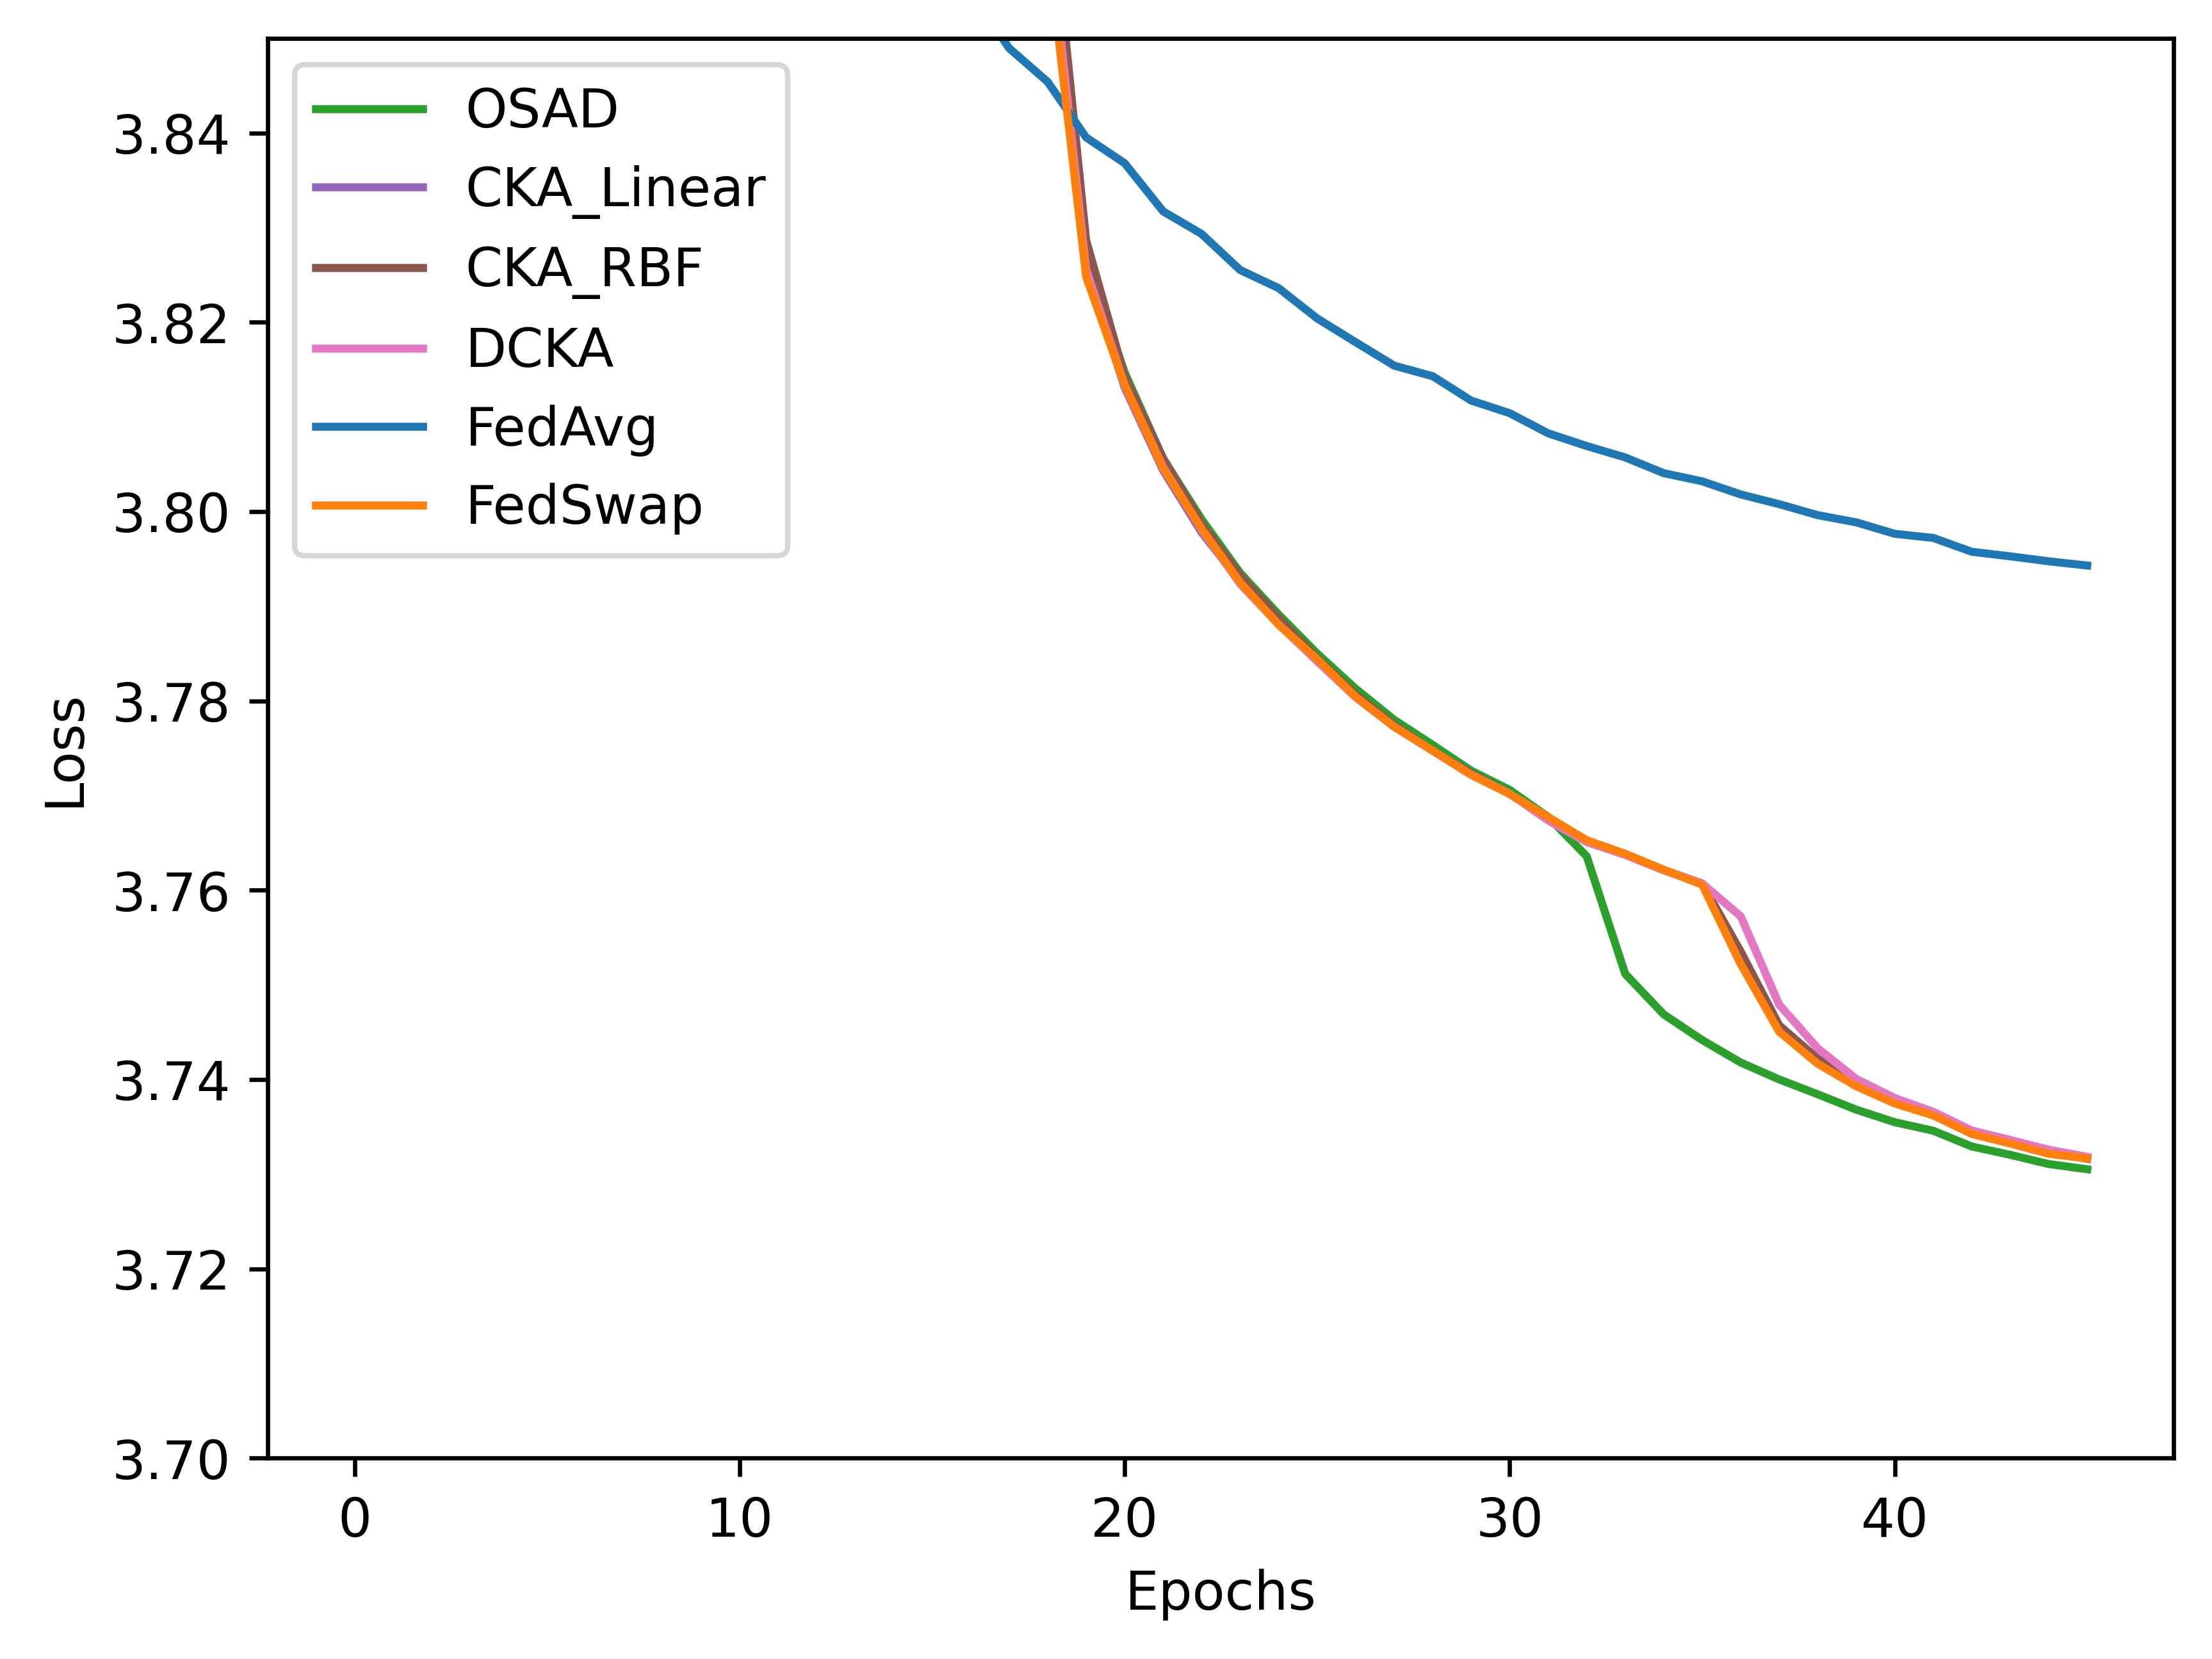 OSAD
CKA_Linear
CKA_RBF
DCKA
FedAvg
FedSwap
3.84
3.82
3.80
3.78
3.76
3.74
3.72
3.70
Loss
0 10 20 30 40
Epochs